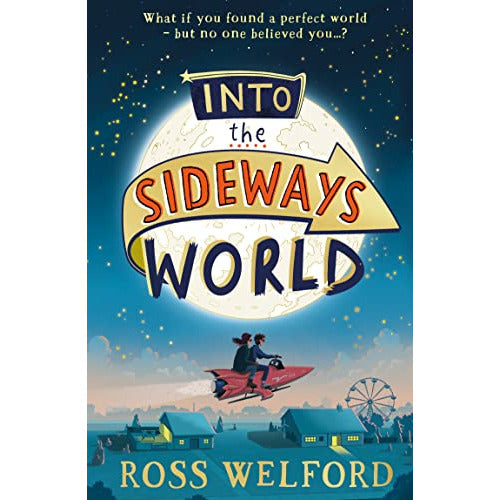 What if you found a perfect world
– but no one believed you...?
INTO
the
SIDEWAYS
WORLD
ROSS WELFORD